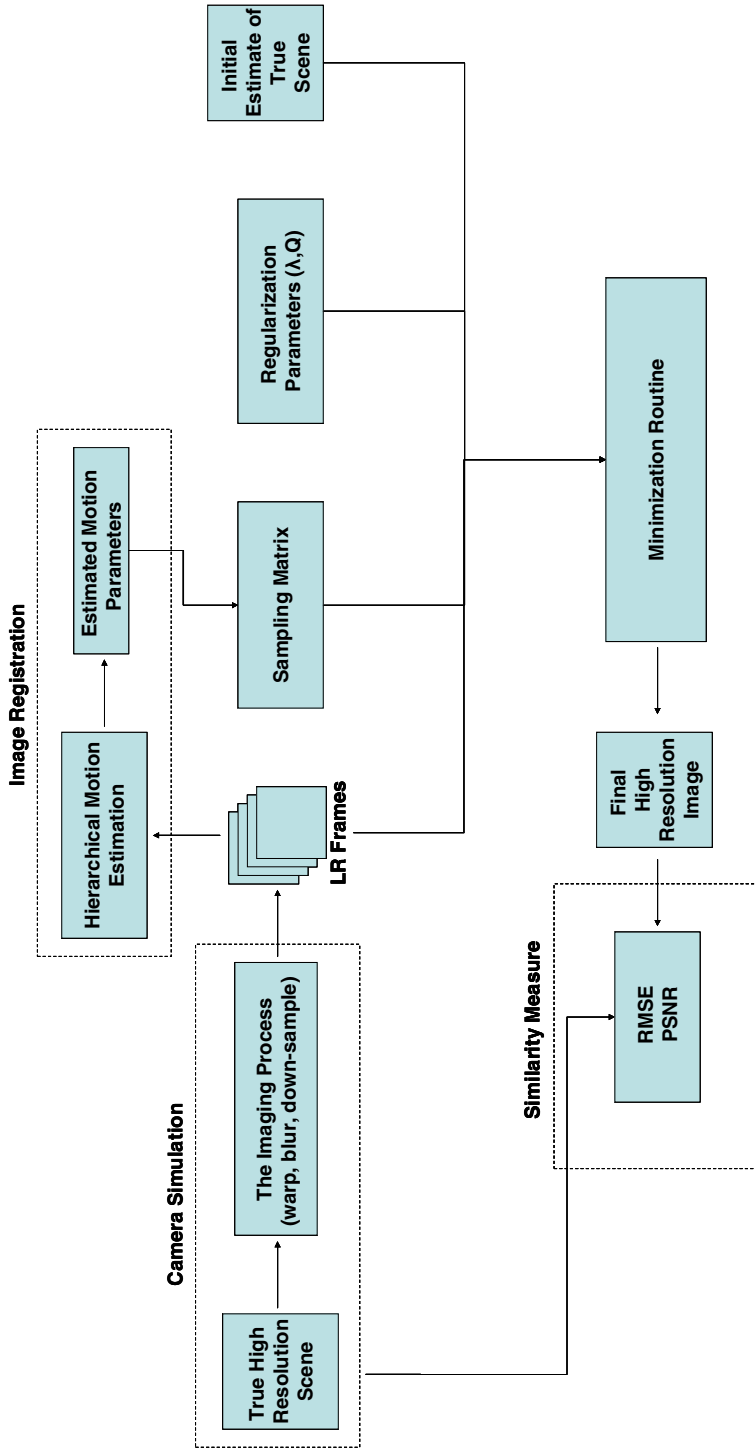 Image Registration
Hierarchical Motion
Estimation
Estimated Motion
Parameters
Camera Simulation
True High
Resolution
Scene
The Imaging Process
(warp, blur, down-sample)
LR Frames
Sampling Matrix
Regularization
Parameters (λ,Q)
Initial
Estimate of
True
Scene
Similarity Measure
RMSE
PSNR
Final
High
Resolution
Image
Minimization Routine